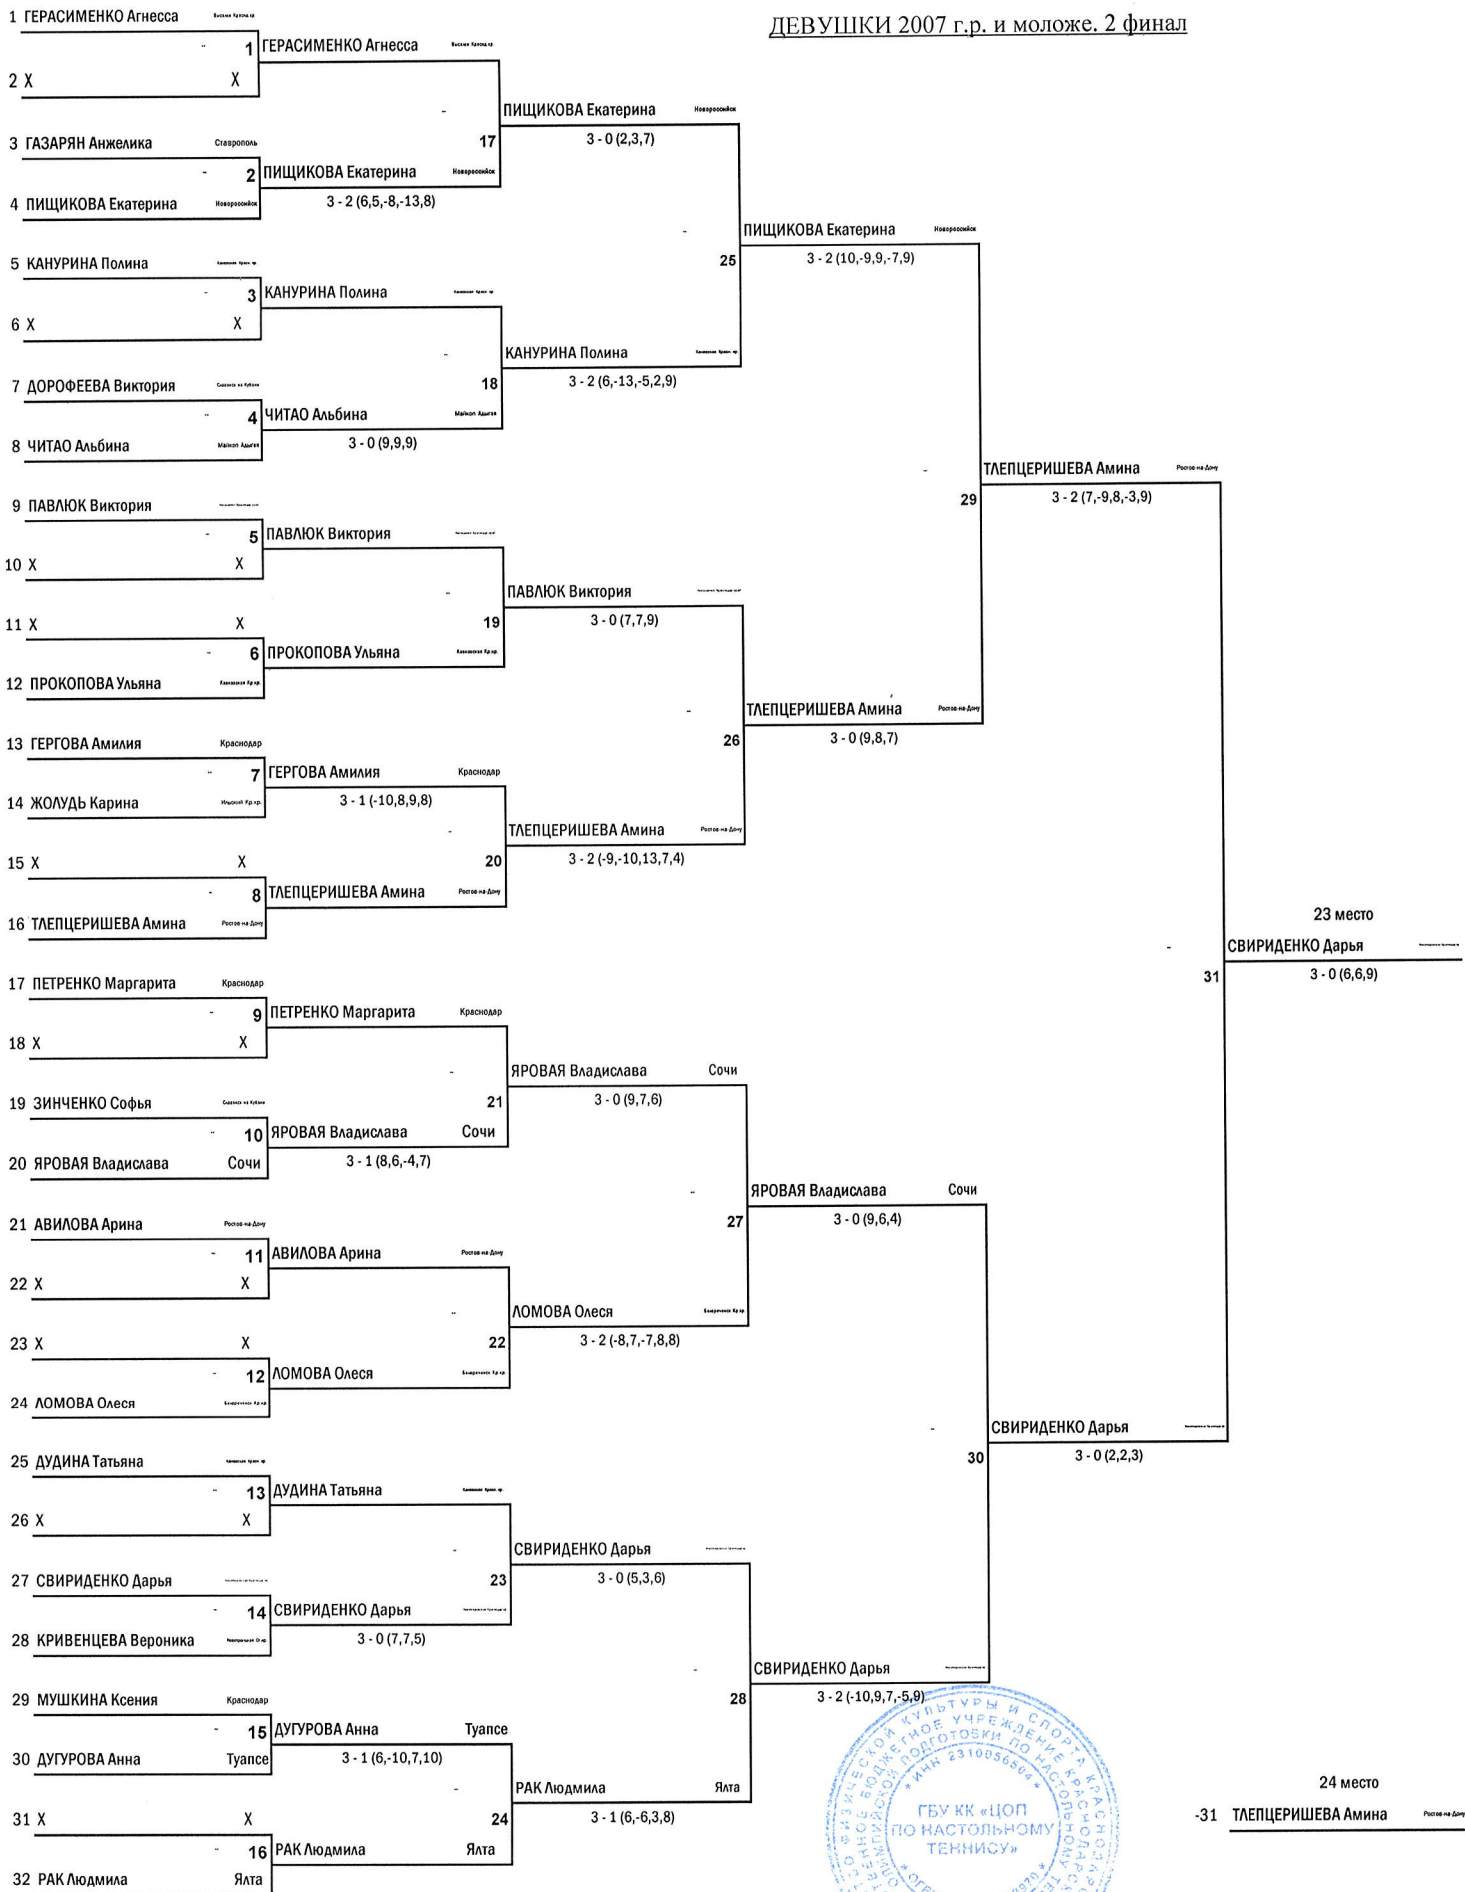 ДЕВУШКИ 2007 г.р. и моложе. 2 финал
1 ГЕРАСИМЕНКО Агнесса
1 ГЕРАСИМЕНКО Агнесса
2 X X
ПИЩИКОВА Екатерина Новороссийск
17 3 - 0 (2,3,7)
3 ГАЗАРЯН Анжелика Ставрополь
2 ПИЩИКОВА Екатерина Новороссийск
4 ПИЩИКОВА Екатерина Новороссийск 3 - 2 (6,5,-8,-13,8)
ПИЩИКОВА Екатерина Новороссийск
25 3 - 2 (10,-9,9,-7,9)
5 КАНУРИНА Полина
3 КАНУРИНА Полина
6 X X
КАНУРИНА Полина
18 3 - 2 (6,-13,-5,2,9)
7 ДОРОФЕЕВА Виктория
4 ЧИТАО Альбина Майкоп Адыгея
8 ЧИТАО Альбина Майкоп Адыгея 3 - 0 (9,9,9)
ТЛЕПЦЕРИШЕВА Амина Ростов-на-Дону
29 3 - 2 (7,-9,8,-3,9)
9 ПАВЛЮК Виктория
5 ПАВЛЮК Виктория
10 X X
ПАВЛЮК Виктория
19 3 - 0 (7,7,9)
11 X X
6 ПРОКОПОВА Ульяна
12 ПРОКОПОВА Ульяна
ТЛЕПЦЕРИШЕВА Амина Ростов-на-Дону
26 3 - 0 (9,8,7)
13 ГЕРГОВА Амилия Краснодар
7 ГЕРГОВА Амилия Краснодар
14 ЖОЛУДЬ Карина 3 - 1 (-10,8,9,8)
ТЛЕПЦЕРИШЕВА Амина Ростов-на-Дону
20 3 - 2 (-9,-10,13,7,4)
15 X X
8 ТЛЕПЦЕРИШЕВА Амина Ростов-на-Дону
16 ТЛЕПЦЕРИШЕВА Амина Ростов-на-Дону
23 место
СВИРИДЕНКО Дарья
31 3 - 0 (6,6,9)
17 ПЕТРЕНКО Маргарита Краснодар
9 ПЕТРЕНКО Маргарита Краснодар
18 X X
ЯРОВАЯ Владислава Сочи
21 3 - 0 (9,7,6)
19 ЗИНЧЕНКО Софья
10 ЯРОВАЯ Владислава Сочи
20 ЯРОВАЯ Владислава Сочи 3 - 1 (8,6,-4,7)
ЯРОВАЯ Владислава Сочи
27 3 - 0 (9,6,4)
21 АВИЛОВА Арина Ростов-на-Дону
11 АВИЛОВА Арина Ростов-на-Дону
22 X X
ЛОМОВА Олеся
22 3 - 2 (-8,7,-7,8,8)
23 X X
12 ЛОМОВА Олеся
24 ЛОМОВА Олеся
СВИРИДЕНКО Дарья
30 3 - 0 (2,2,3)
25 ДУДИНА Татьяна
13 ДУДИНА Татьяна
26 X X
СВИРИДЕНКО Дарья
23 3 - 0 (5,3,6)
27 СВИРИДЕНКО Дарья
14 СВИРИДЕНКО Дарья
28 КРИВЕНЦЕВА Вероника 3 - 0 (7,7,5)
СВИРИДЕНКО Дарья
28 3 - 2 (-10,9,7,-5,9)
29 МУШКИНА Ксения Краснодар
15 ДУГУРОВА Анна Туапсе
30 ДУГУРОВА Анна Туапсе 3 - 1 (6,-10,7,10)
РАК Людмила Ялта
24 3 - 1 (6,-6,3,8)
31 X X
16 РАК Людмила Ялта
32 РАК Людмила Ялта
24 место
-31 ТЛЕПЦЕРИШЕВА Амина Ростов-на-Дону
ФИЗИЧЕСКОЙ КУЛЬТУРЫ И СПОРТА
БЮДЖЕТНОЕ УЧРЕЖДЕНИЕ
ПОДГОТОВКИ ПО НАСТОЛЬНОМУ
ИНН 2310056504
ГБУ КК «ЦОП
ПО НАСТОЛЬНОМУ
ТЕННИСУ»